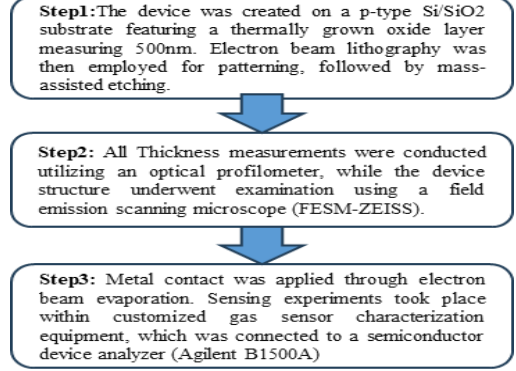 Step1:The device was created on a p-type Si/SiO2
substrate featuring a thermally grown oxide layer
measuring 500nm. Electron beam lithography was
then employed for patterning, followed by mass-
assisted etching.
Step2: All Thickness measurements were conducted
utilizing an optical profilometer, while the device
structure underwent examination using a field
emission scanning microscope (FESM-ZEISS).
Step3: Metal contact was applied through electron
beam evaporation. Sensing experiments took place
within customized gas sensor characterization
equipment, which was connected to a semiconductor
device analyzer (Agilent B1500A)